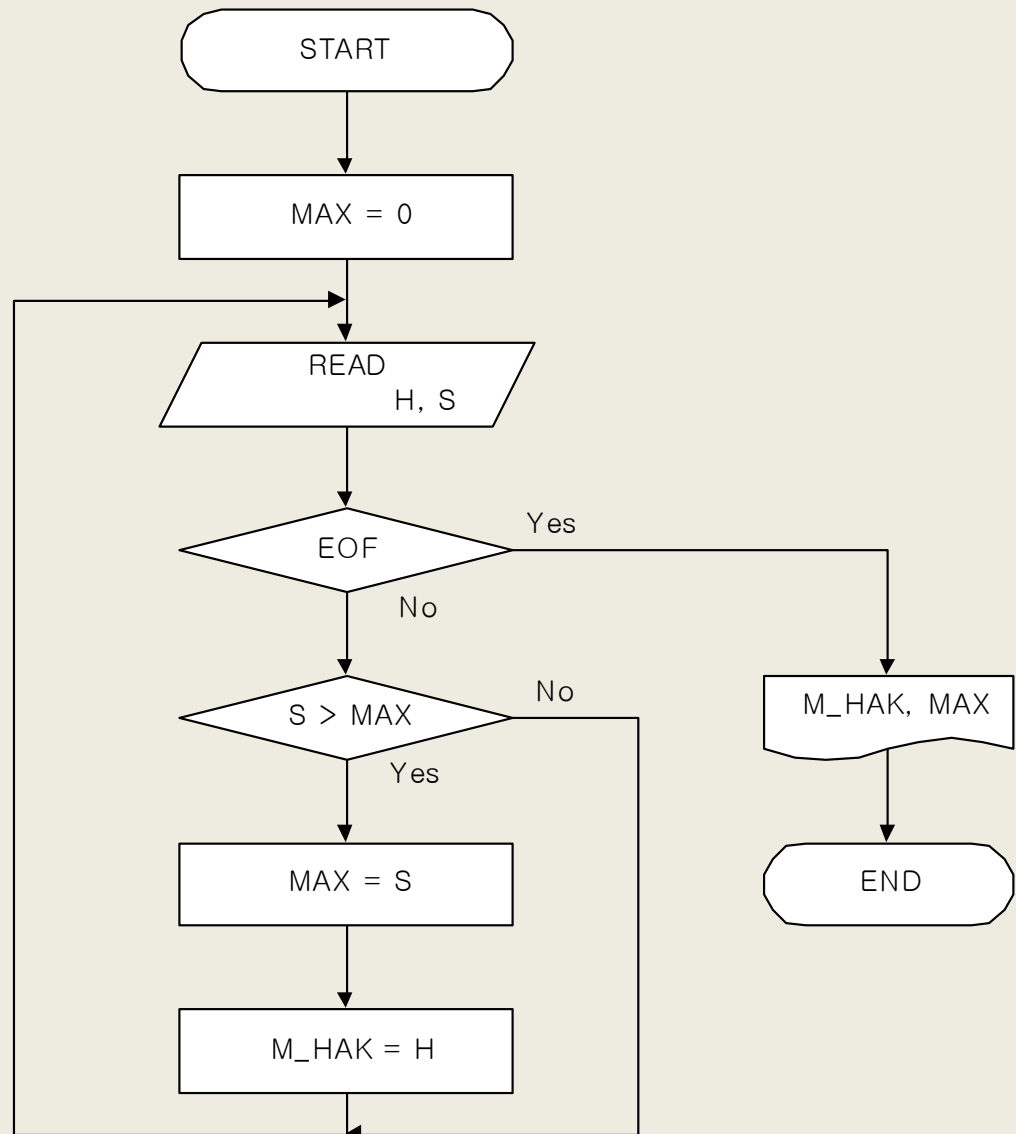 START
MAX = 0
READ
H, S
EOF
Yes
No
S > MAX
No
Yes
M_HAK, MAX
MAX = S
END
M_HAK = H